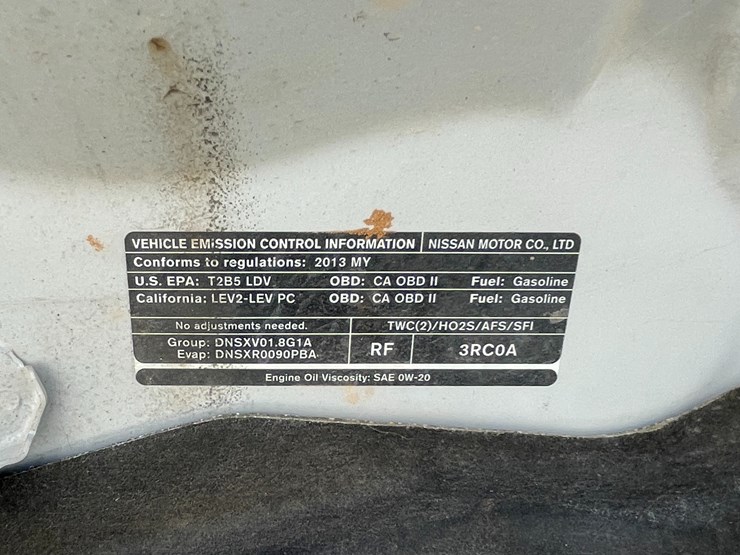 VEHICLE EMISSION CONTROL INFORMATION NISSAN MOTOR CO., LTD
Conforms to regulations: 2013 MY
U.S. EPA: T2B5 LDV OBD: CA OBD II Fuel: Gasoline
California: LEV2-LEV PC OBD: CA OBD II Fuel: Gasoline
No adjustments needed. TWC(2)/HO2S/AFS/SFI
Group: DNSXV01.8G1A
Evap: DNSXR0090PBA
RF 3RC0A
Engine Oil Viscosity: SAE 0W-20